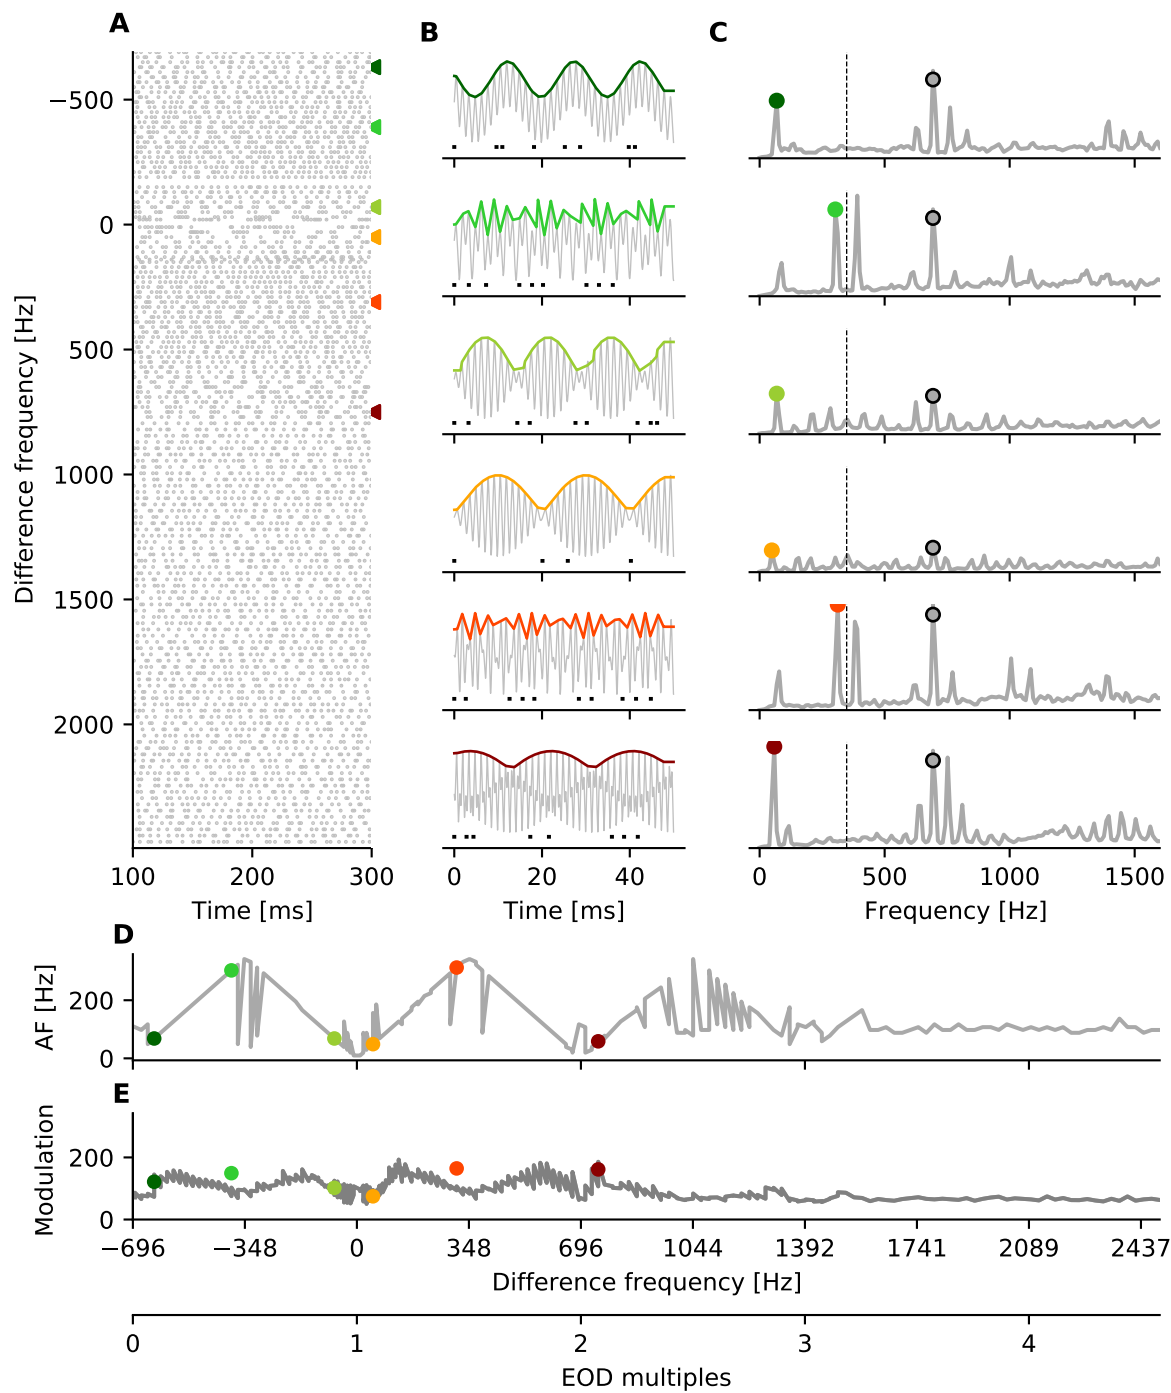 A
B
C
−500
0
500
1000
1500
2000
Difference frequency [Hz]
100
200
300
0
20
40
0
500
1000
1500
Time [ms]
Time [ms]
Frequency [Hz]
D
200
0
AF [Hz]
E
200
0
Modulation
−696
−348
0
348
696
1044
1392
1741
2089
2437
Difference frequency [Hz]
0
1
2
3
4
EOD multiples